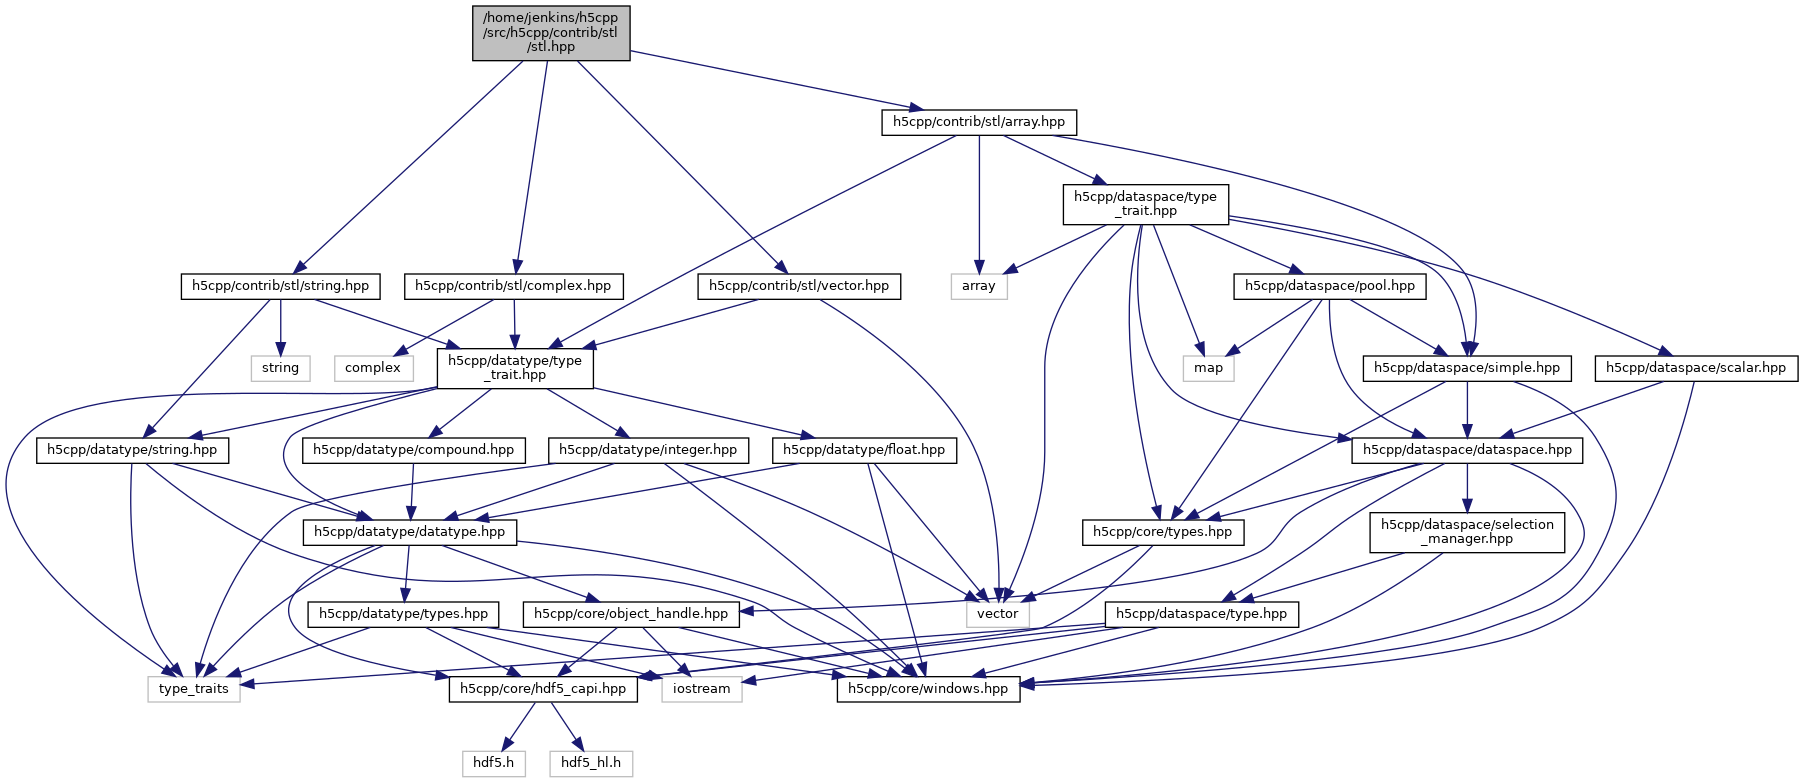 /home/jenkins/h5cpp
/src/h5cpp/contrib/stl
/stl.hpp
h5cpp/contrib/stl/array.hpp
h5cpp/dataspace/type
_trait.hpp
h5cpp/contrib/stl/string.hpp
h5cpp/contrib/stl/complex.hpp
h5cpp/contrib/stl/vector.hpp
array
h5cpp/dataspace/pool.hpp
string
complex
h5cpp/datatype/type
_trait.hpp
map
h5cpp/dataspace/simple.hpp
h5cpp/dataspace/scalar.hpp
h5cpp/datatype/string.hpp
h5cpp/datatype/compound.hpp
h5cpp/datatype/integer.hpp
h5cpp/datatype/float.hpp
h5cpp/dataspace/dataspace.hpp
h5cpp/datatype/datatype.hpp
h5cpp/core/types.hpp
h5cpp/dataspace/selection
_manager.hpp
h5cpp/datatype/types.hpp
h5cpp/core/object_handle.hpp
vector
h5cpp/dataspace/type.hpp
type_traits
h5cpp/core/hdf5_capi.hpp
iostream
h5cpp/core/windows.hpp
hdf5.h
hdf5_hl.h